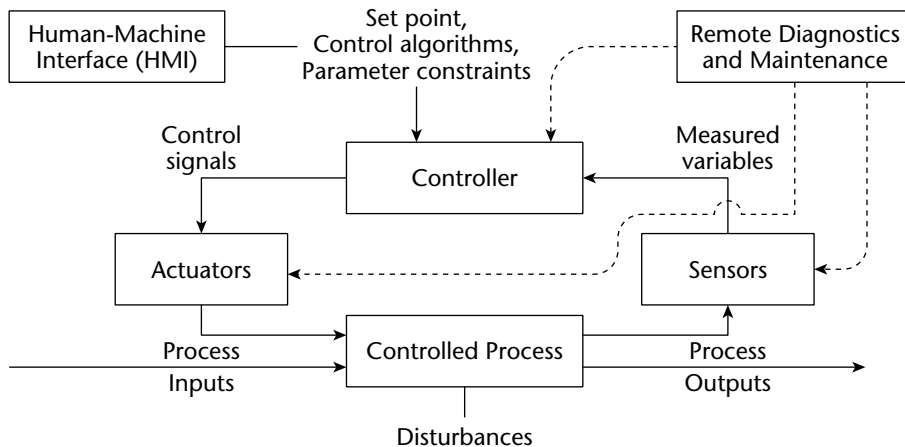 Human-Machine
Interface (HMI)
Set point,
Control algorithms,
Parameter constraints
Remote Diagnostics
and Maintenance
Control
signals
Controller
Measured
variables
Actuators
Sensors
Process
Inputs
Controlled Process
Process
Outputs
Disturbances